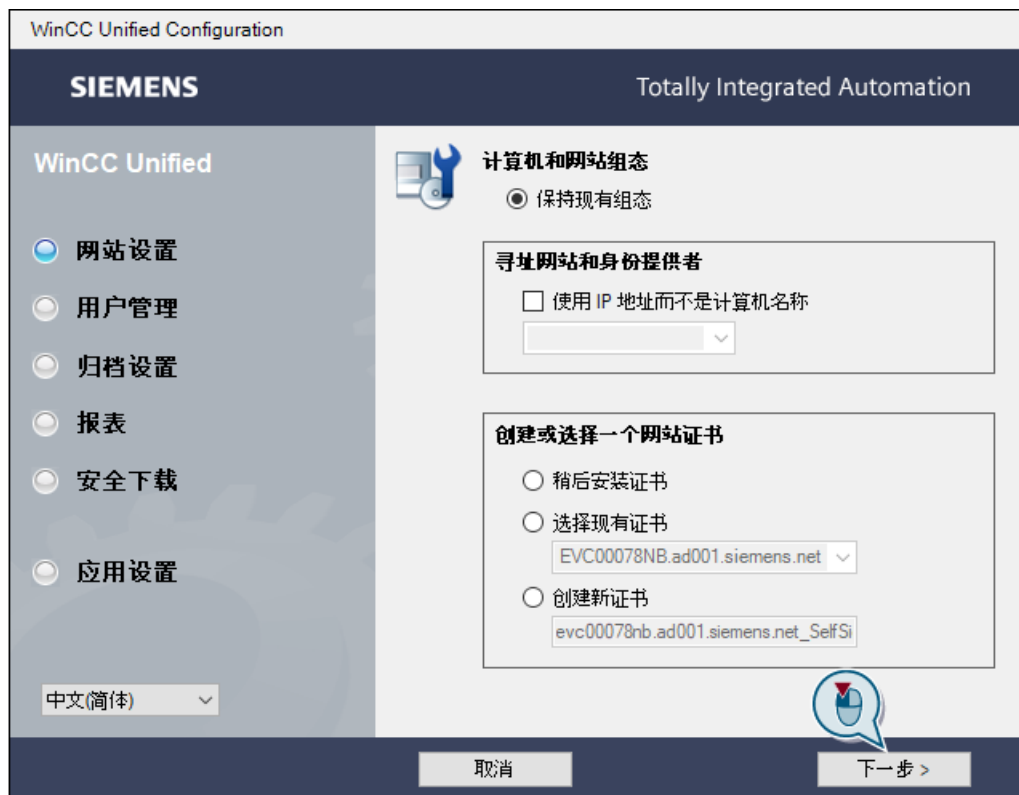 WinCC Unified Configuration
SIEMENS
Totally Integrated Automation
WinCC Unified
网站设置
用户管理
归档设置
报表
安全下载
应用设置
中文(简体)
计算机和网站组态
保持现有组态
寻址网站和身份提供者
使用 IP 地址而不是计算机名称
创建或选择一个网站证书
稍后安装证书
选择现有证书
EVC00078NB.ad001.siemens.net
创建新证书
evc00078nb.ad001.siemens.net_SelfSi
取消
下一步 >